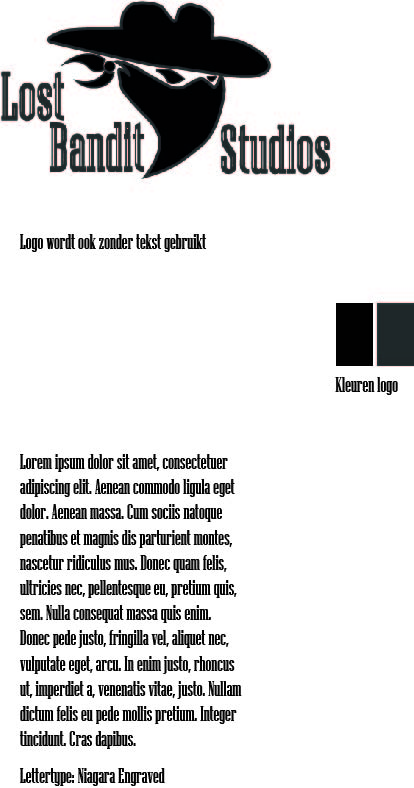 Lost
Bandit Studios
Logo wordt ook zonder tekst gebruikt
Kleuren logo
Lorem ipsum dolor sit amet, consectetuer
adipiscing elit. Aenean commodo ligula eget
dolor. Aenean massa. Cum sociis natoque
penatibus et magnis dis parturient montes,
nascetur ridiculus mus. Donec quam felis,
ultricies nec, pellentesque eu, pretium quis,
sem. Nulla consequat massa quis enim.
Donec pede justo, fringilla vel, aliquet nec,
vulputate eget, arcu. In enim justo, rhoncus
ut, imperdiet a, venenatis vitae, justo. Nullam
dictum felis eu pede mollis pretium. Integer
tincidunt. Cras dapibus.
Lettertype: Niagara Engraved